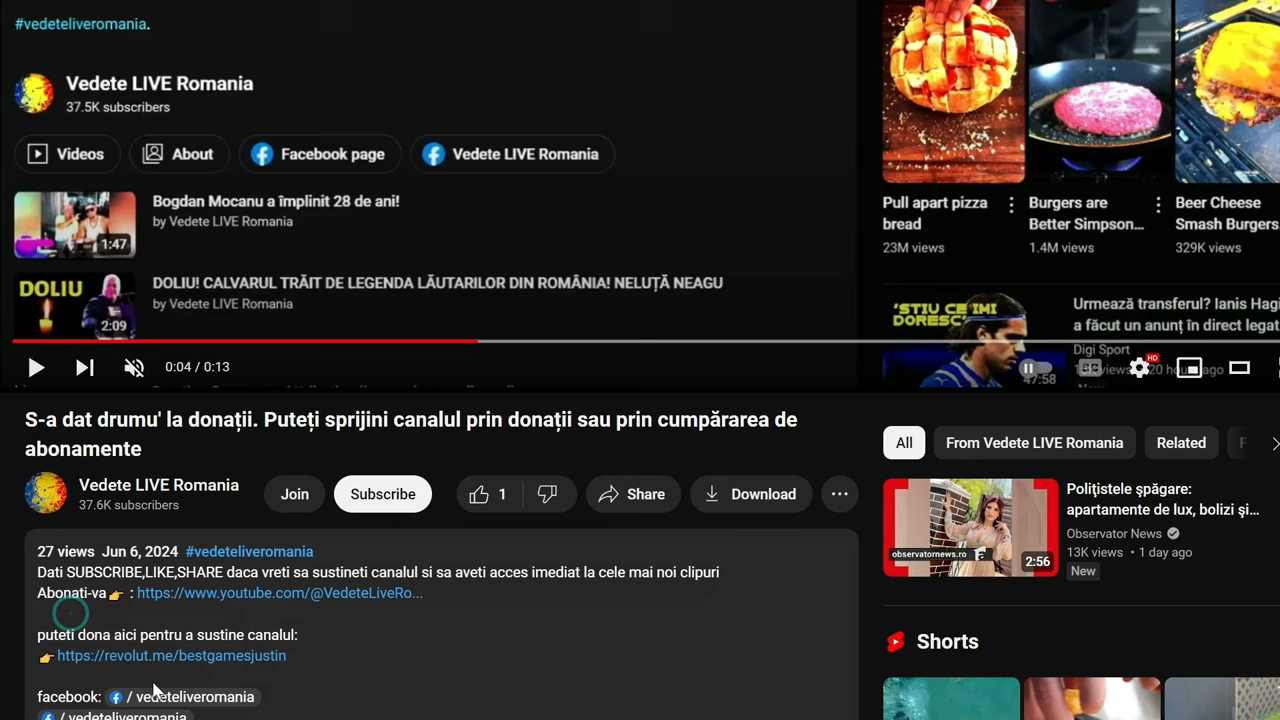 #vedeteliveromania.
Vedete LIVE Romania
37.5K subscribers
Videos
About
Facebook page
Vedete LIVE Romania
1:47
Bogdan Mocanu a împlinit 28 de ani!
by Vedete LIVE Romania
DOLIU
2:09
DOLIU! CALVARUL TRĂIT DE LEGENDA LĂUTARILOR DIN ROMÂNIA! NELUȚĂ NEAGU
by Vedete LIVE Romania
0:04 / 0:13
HD
Pull apart pizza
bread
23M views
Burgers are
Better Simpson...
1.4M views
Beer Cheese
Smash Burgers
329K views
'STIU CE IMI
DORESC'
47:58
Urmează transferul? Ianis Hagi
a făcut un anunț în direct legat
Digi Sport
S-a dat drumu' la donații. Puteți sprijini canalul prin donații sau prin cumpărarea de
abonamente
Vedete LIVE Romania
37.6K subscribers
Join
Subscribe
1
Share
Download
27 views Jun 6, 2024 #vedeteliveromania
Dati SUBSCRIBE,LIKE,SHARE daca vreti sa sustineti canalul si sa aveti acces imediat la cele mai noi clipuri
Abonati-va👉 : https://www.youtube.com/@VedeteLiveRo...
puteti dona aici pentru a sustine canalul:
👉https://revolut.me/bestgamesjustin
facebook: / vedeteliveromania
/ vedeteliveromania
All
From Vedete LIVE Romania
Related
observatornews.ro
2:56
Polițistele şpăgare:
apartamente de lux, bolizi şi...
Observator News
13K views • 1 day ago
New
Shorts